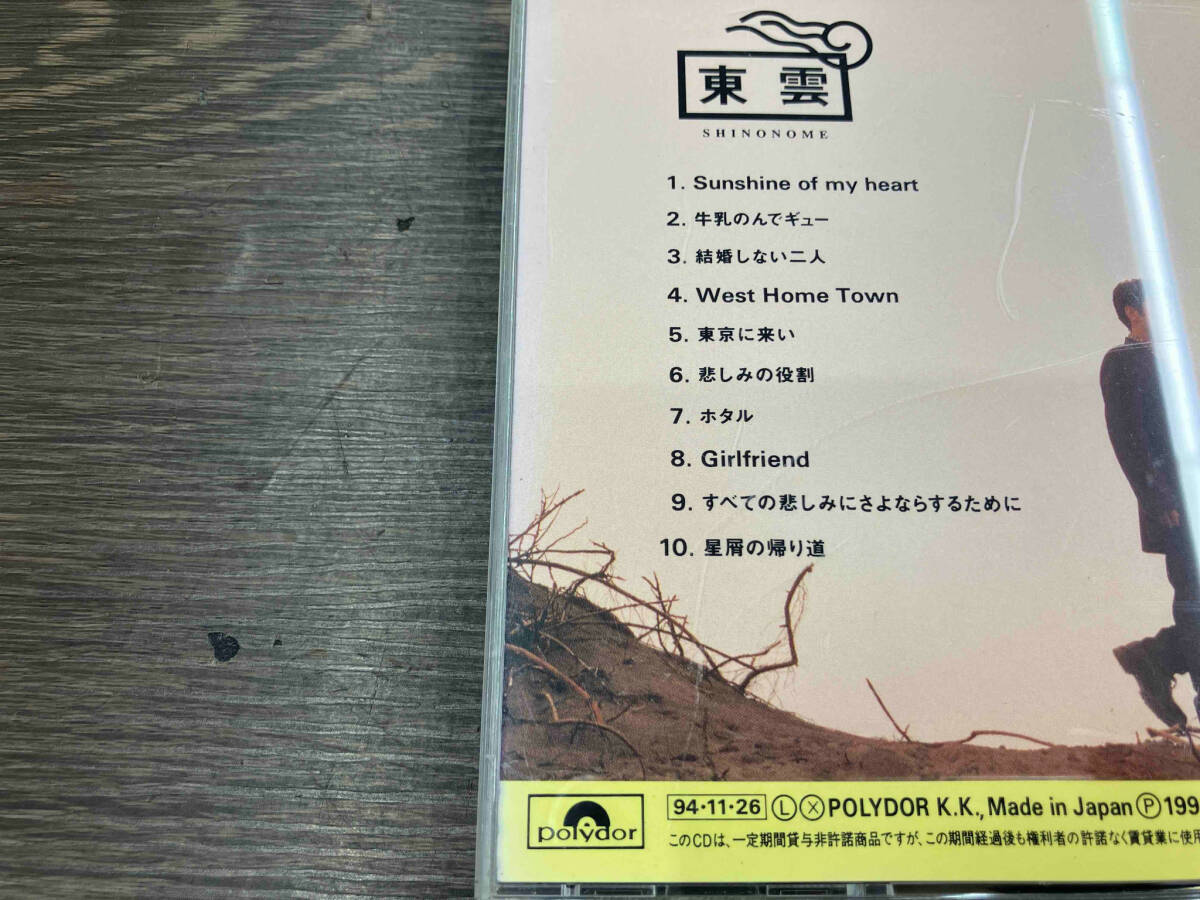 東雲
SHINONOME
1. Sunshine of my heart
2. 牛乳のんでギュー
3. 結婚しない二人
4. West Home Town
5. 東京に来い
6. 悲しみの役割
7. ホタル
8. Girlfriend
9. すべての悲しみにさよならするために
10. 星屑の帰り道
polydor
94・11・26 Ⓛ Ⓧ POLYDOR K.K., Made in Japan Ⓟ 199
このCDは、一定期間貸与非許諾商品ですが、この期間経過後も権利者の許諾なく賃貸業に使用